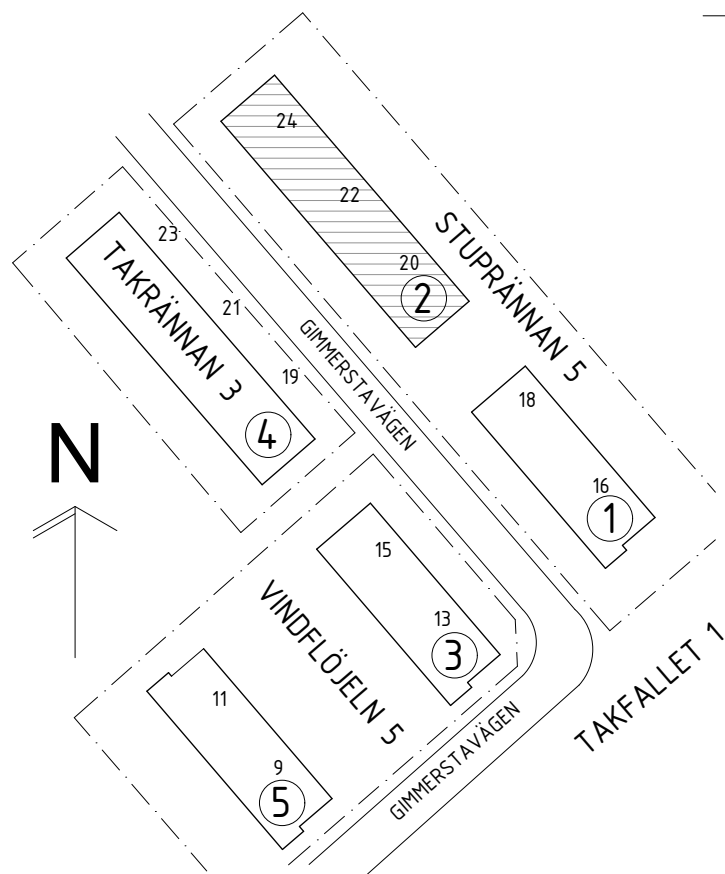 24
22
20
2
STUPRÄNNAN 5
23
21
19
TAKRÄNNAN 3
4
GIMMERSTAVÄGEN
18
16
1
N
15
13
3
VINDFLÖJELN 5
11
9
5
GIMMERSTAVÄGEN
TAKFALLET 1